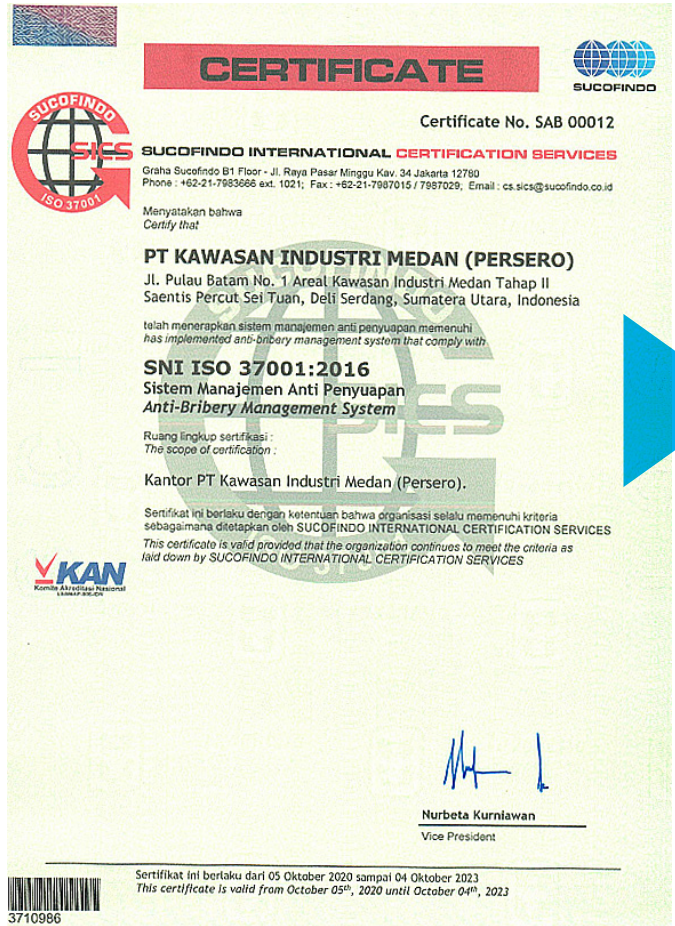 CERTIFICATE
SUCOFINDO
Certificate No. SAB 00012
SUCOFINDO
SICS
ISO 37001
SUCOFINDO INTERNATIONAL CERTIFICATION SERVICES
Graha Sucofindo B1 Floor - Jl. Raya Pasar Minggu Kav. 34 Jakarta 12780
Phone : +62-21-7983666 ext. 1021; Fax : +62-21-7987015 / 7987029; Email : cs.sics@sucofindo.co.id
Menyatakan bahwa
Certify that
PT KAWASAN INDUSTRI MEDAN (PERSERO)
Jl. Pulau Batam No. 1 Areal Kawasan Industri Medan Tahap II
Saentis Percut Sei Tuan, Deli Serdang, Sumatera Utara, Indonesia
telah menerapkan sistem manajemen anti penyuapan memenuhi
has implemented anti-bribery management system that comply with
SNI ISO 37001:2016
Sistem Manajemen Anti Penyuapan
Anti-Bribery Management System
Ruang lingkup sertifikasi :
The scope of certification :
Kantor PT Kawasan Industri Medan (Persero).
Sertifikat ini berlaku dengan ketentuan bahwa organisasi selalu memenuhi kriteria
sebagaimana ditetapkan oleh SUCOFINDO INTERNATIONAL CERTIFICATION SERVICES
This certificate is valid provided that the organization continues to meet the criteria as
laid down by SUCOFINDO INTERNATIONAL CERTIFICATION SERVICES
KAN
Komite Akreditasi Nasional
Nurbeta Kurniawan
Vice President
Sertifikat ini berlaku dari 05 Oktober 2020 sampai 04 Oktober 2023
This certificate is valid from October 05th, 2020 until October 04th, 2023
3710986